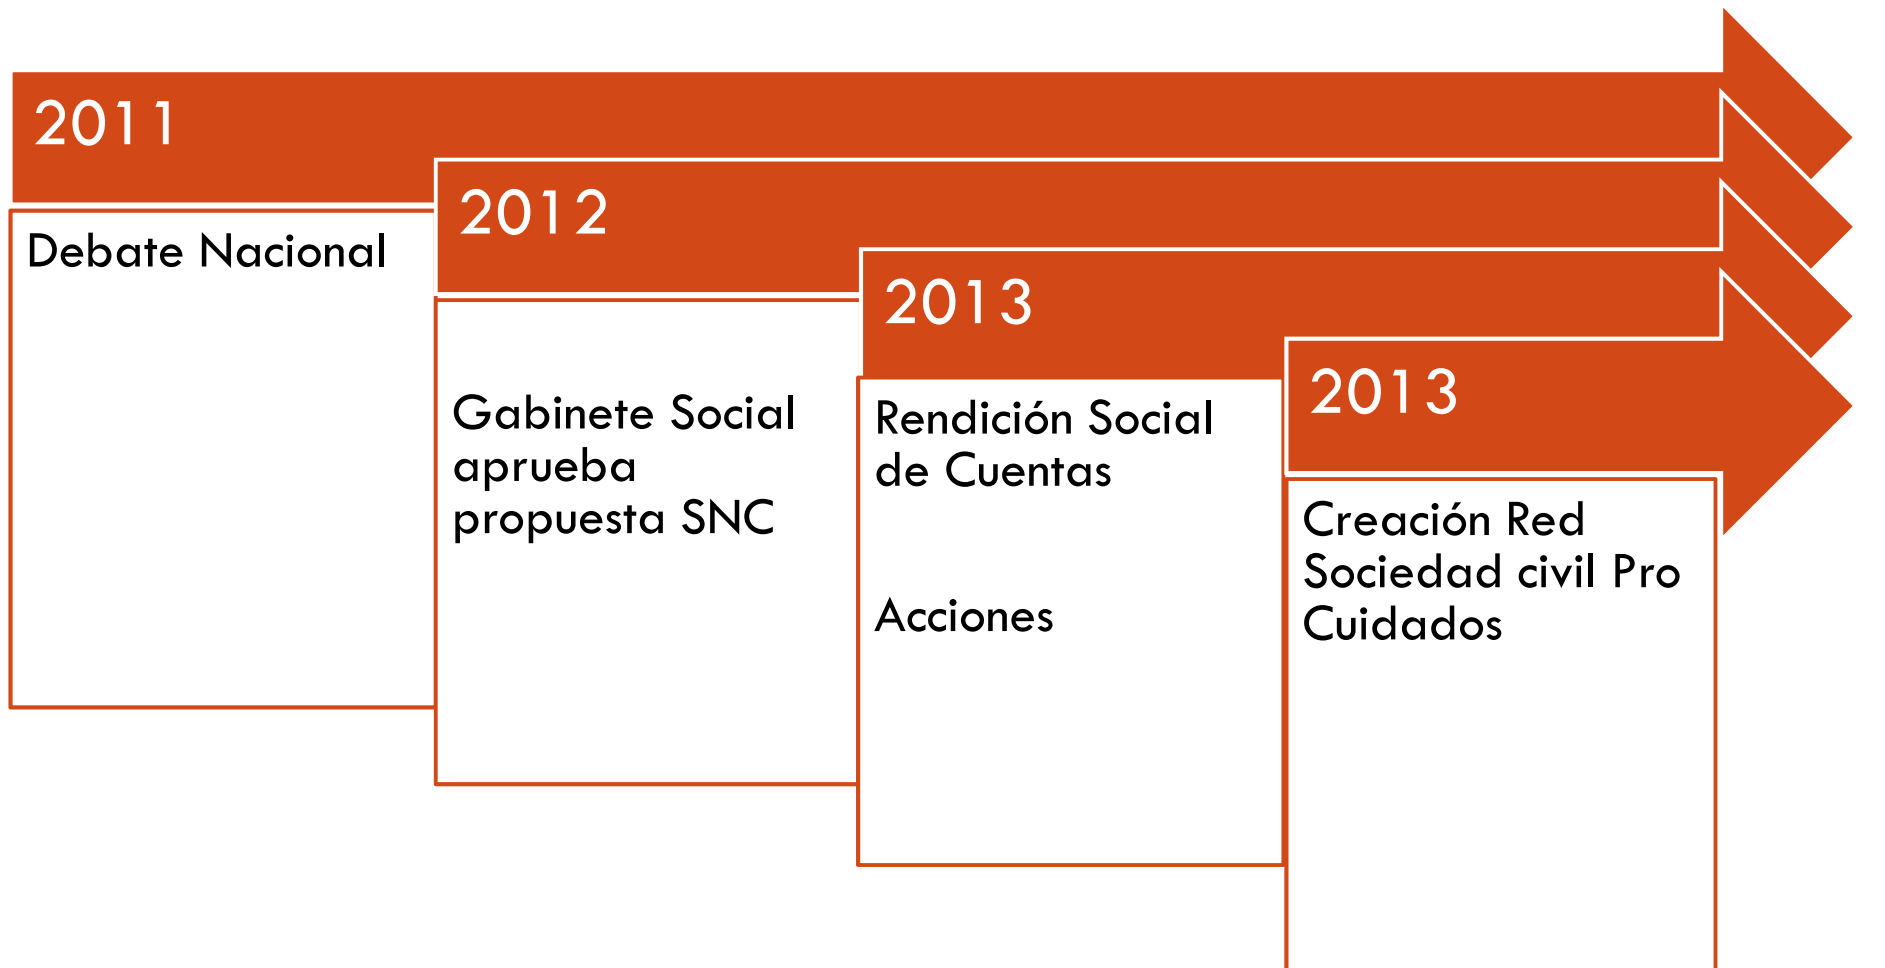 2011
Debate Nacional
2012
Gabinete Social
aprueba
propuesta SNC
2013
Rendición Social
de Cuentas
Acciones
2013
Creación Red
Sociedad civil Pro
Cuidados